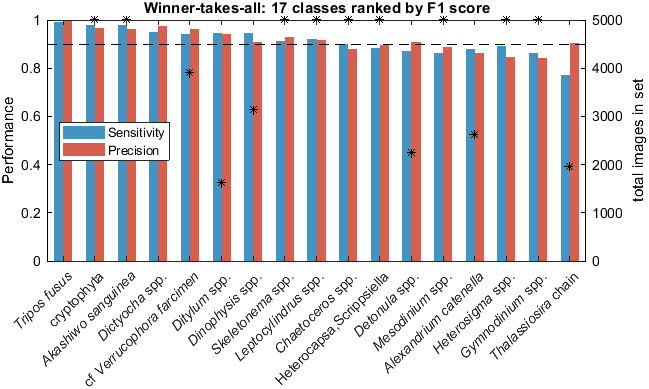 Winner-takes-all: 17 classes ranked by F1 score
1
0.8
0.6
0.4
0.2
0
Performance
Sensitivity
Precision
5000
4000
3000
2000
1000
0
total images in set
Tripos fusus
cryptophyta
Akashiwo sanguinea
Dictyocha spp.
cf Verrucophora farcimen
Ditylum spp.
Dinophysis spp.
Skeletonema spp.
Leptocylindrus spp.
Chaetoceros spp.
Heterocapsa,Scrippsiella
Detonula spp.
Mesodinium spp.
Alexandrium catenella
Heterosigma spp.
Gymnodinium spp.
Thalassiosira chain